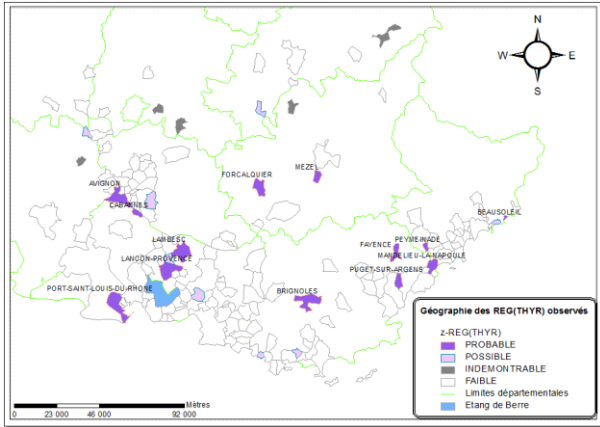 N
W E
S
FORCALQUIER
MEZEL
AVIGNON
CABANNES
BEAUSOLEIL
LAMBESC
LANCON-PROVENCE
FAYENCE
PEYMEINADE
MANDELIEU-LA-NAPOULE
PUGET-SUR-ARGENS
PORT-SAINT-LOUIS-DU-RHONE
BRIGNOLES
Géographie des REG(THYR) observés
z-REG(THYR)
PROBABLE
POSSIBLE
INDEMONTRABLE
FAIBLE
Limites départementales
Etang de Berre
Mètres
0 23 000 46 000 92 000